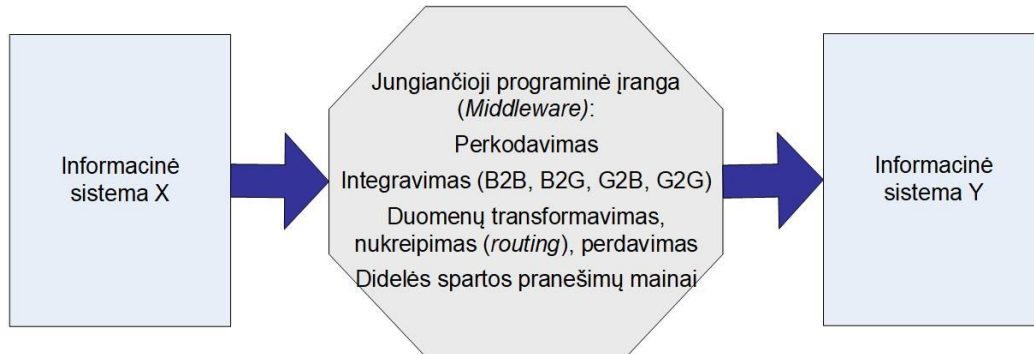 Informacinė
sistema X
Jungiančioji programinė įranga
(Middleware):
Perkodavimas
Integravimas (B2B, B2G, G2B, G2G)
Duomenų transformavimas,
nukreipimas (routing), perdavimas
Didelės spartos pranešimų mainai
Informacinė
sistema Y